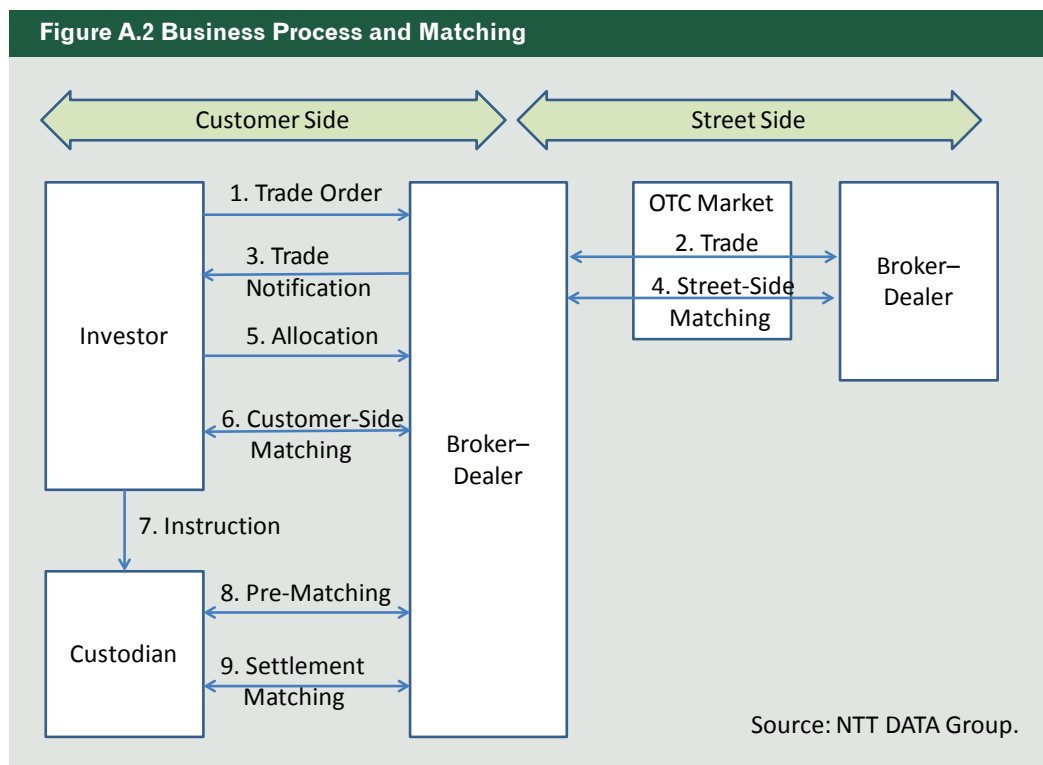 Figure A.2 Business Process and Matching
Customer Side
Street Side
1. Trade Order
3. Trade
Notification
5. Allocation
6. Customer-Side
Matching
Investor
7. Instruction
Custodian
8. Pre-Matching
9. Settlement
Matching
Broker–
Dealer
OTC Market
2. Trade
4. Street-Side
Matching
Broker–
Dealer
Source: NTT DATA Group.